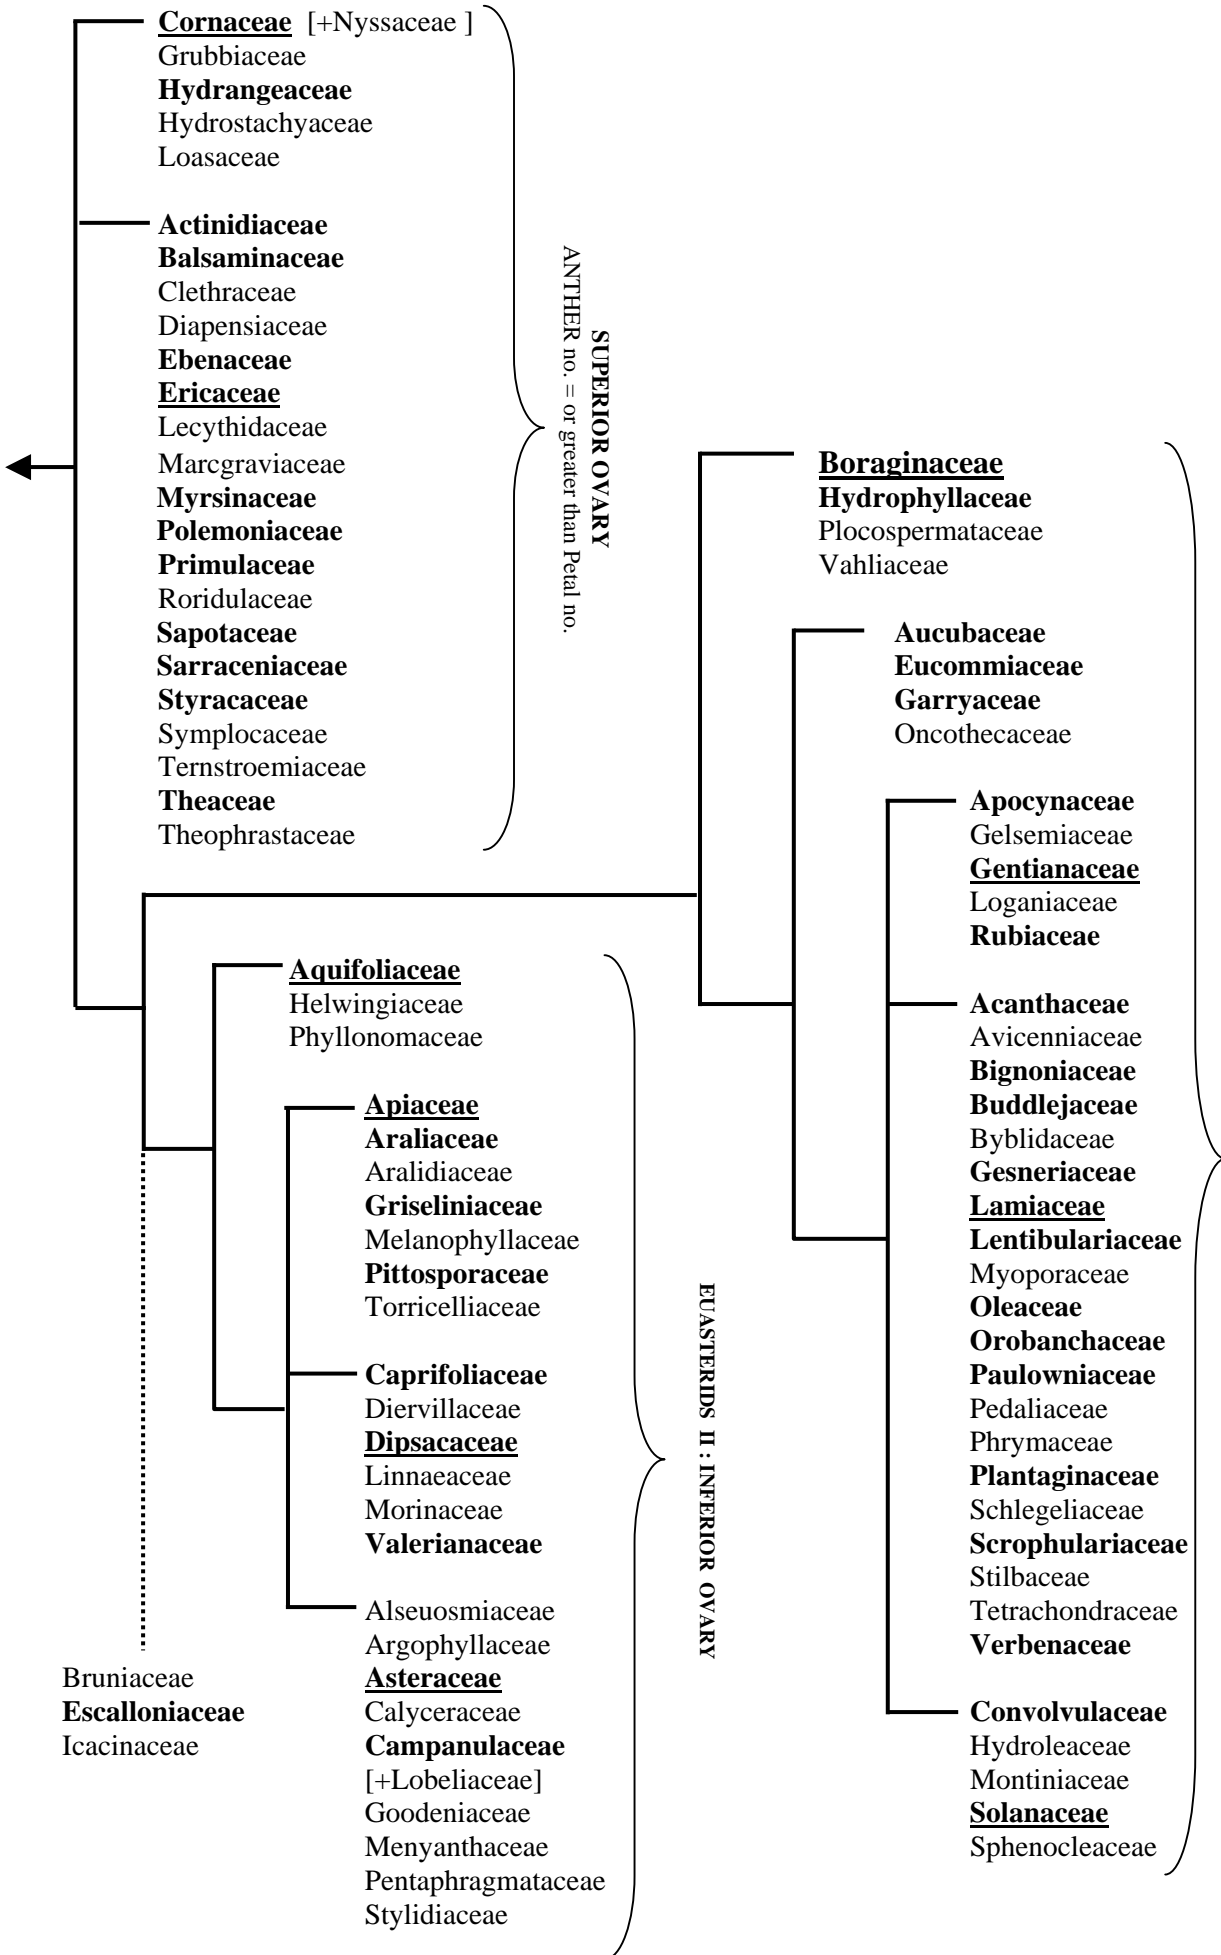 Cornaceae [+Nyssaceae ]
Grubbiaceae
Hydrangeaceae
Hydrostachyaceae
Loasaceae
Actinidiaceae
Balsaminaceae
Clethraceae
Diapensiaceae
Ebenaceae
Ericaceae
Lecythidaceae
Marcgraviaceae
Myrsinaceae
Polemoniaceae
Primulaceae
Roridulaceae
Sapotaceae
Sarraceniaceae
Styracaceae
Symplocaceae
Ternstroemiaceae
Theaceae
Theophrastaceae
SUPERIOR OVARY
ANTHER no. = or greater than Petal no.
Aquifoliaceae
Helwingiaceae
Phyllonomaceae
Apiaceae
Araliaceae
Aralidiaceae
Griseliniaceae
Melanophyllaceae
Pittosporaceae
Torricelliaceae
Caprifoliaceae
Diervillaceae
Dipsacaceae
Linnaeaceae
Morinaceae
Valerianaceae
Alseuosmiaceae
Argophyllaceae
Asteraceae
Calyceraceae
Campanulaceae
[+Lobeliaceae]
Goodeniaceae
Menyanthaceae
Pentaphragmataceae
Stylidiaceae
EUASTERIDS II : INFERIOR OVARY
Bruniaceae
Escalloniaceae
Icacinaceae
Boraginaceae
Hydrophyllaceae
Plocospermataceae
Vahliaceae
Aucubaceae
Eucommiaceae
Garryaceae
Oncothecaceae
Apocynaceae
Gelsemiaceae
Gentianaceae
Loganiaceae
Rubiaceae
Acanthaceae
Avicenniaceae
Bignoniaceae
Buddlejaceae
Byblidaceae
Gesneriaceae
Lamiaceae
Lentibulariaceae
Myoporaceae
Oleaceae
Orobanchaceae
Paulowniaceae
Pedaliaceae
Phrymaceae
Plantaginaceae
Schlegeliaceae
Scrophulariaceae
Stilbaceae
Tetrachondraceae
Verbenaceae
Convolvulaceae
Hydroleaceae
Montiniaceae
Solanaceae
Sphenocleaceae